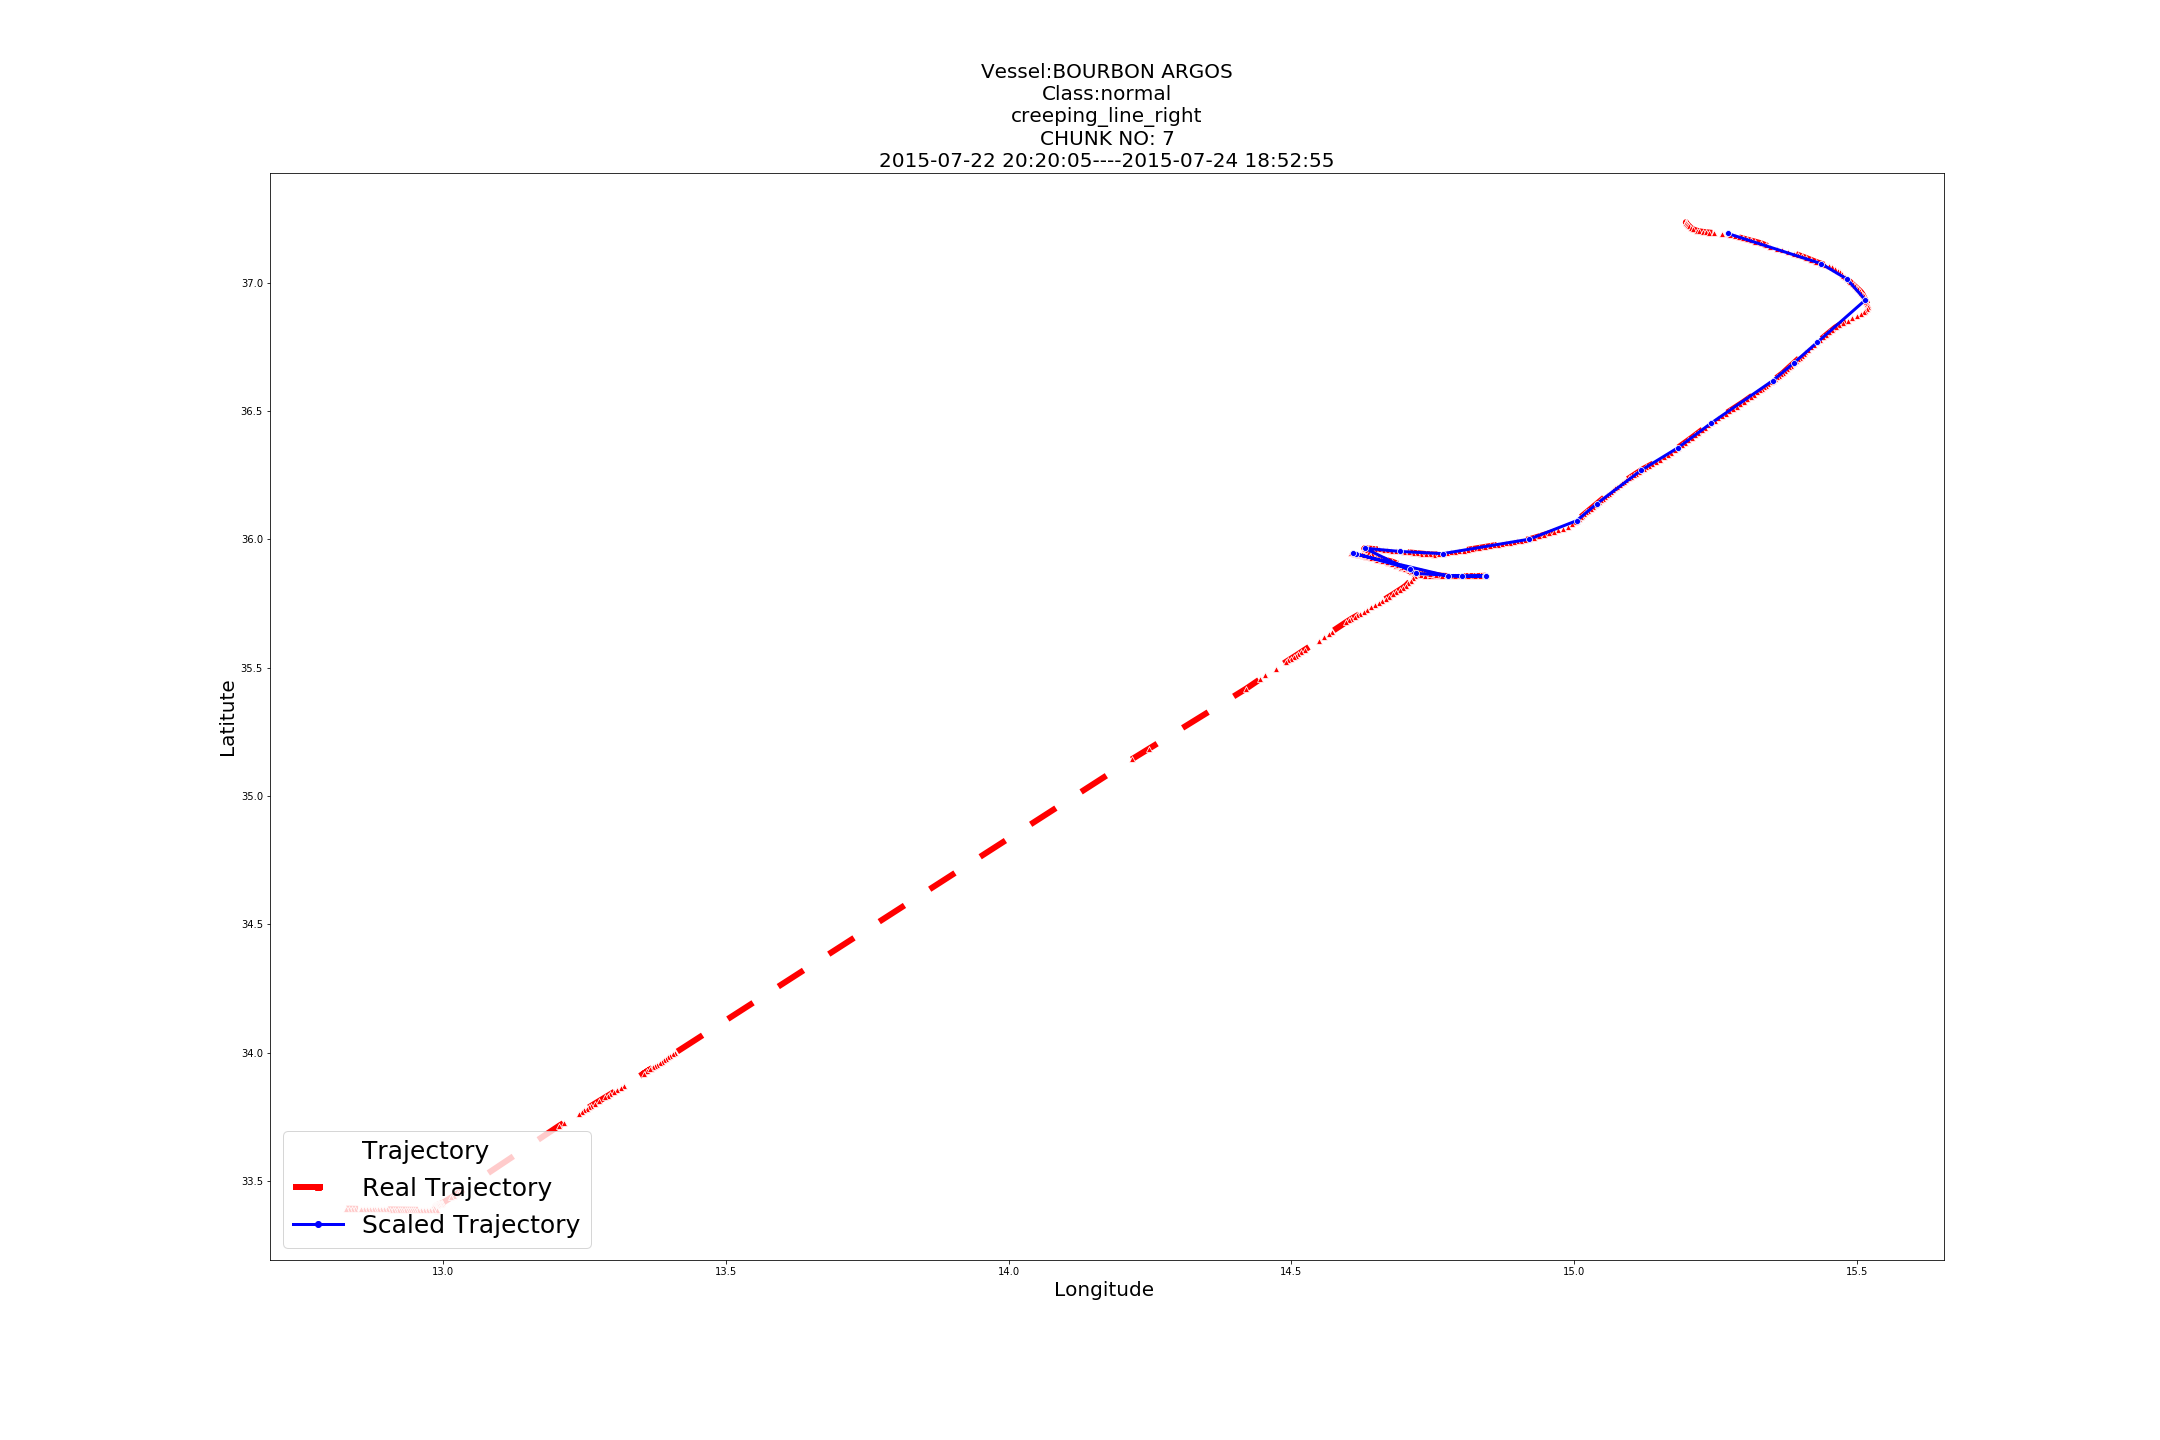 Vessel:BOURBON ARGOS
Class:normal
creeping_line_right
CHUNK NO: 7
2015-07-22 20:20:05----2015-07-24 18:52:55
37.0
36.5
36.0
35.5
35.0
34.5
34.0
33.5
Latitute
Trajectory
Real Trajectory
Scaled Trajectory
13.0
13.5
14.0
14.5
15.0
15.5
Longitude